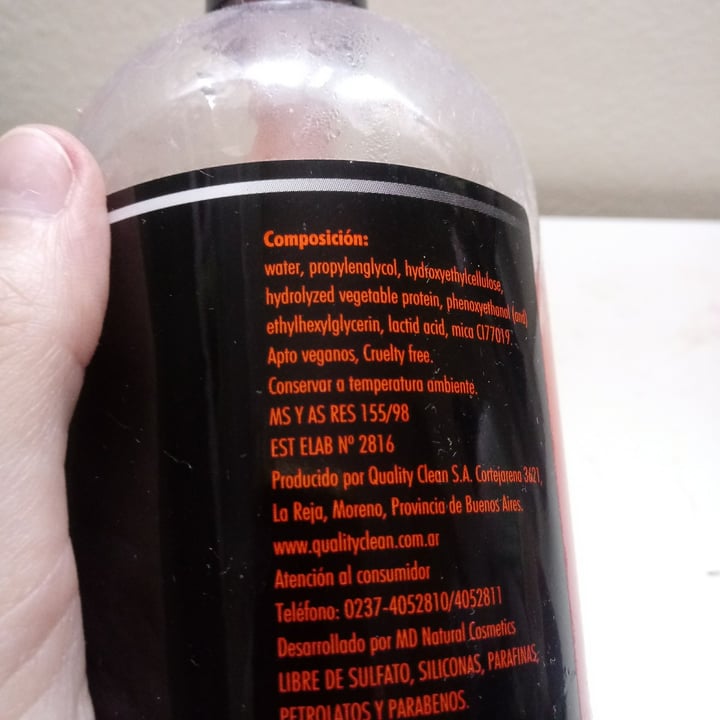 Composición:
water, propylenglycol, hydroxyethylcellulose,
hydrolyzed vegetable protein, phenoxyethanol (and)
ethylhexylglycerin, lactid acid, mica CI77019.
Apto veganos, Cruelty free.
Conservar a temperatura ambiente.
MS Y AS RES 155/98
EST ELAB Nº 2816
Producido por Quality Clean S.A. Cortejarena 3621,
La Reja, Moreno, Provincia de Buenos Aires.
www.qualityclean.com.ar
Atención al consumidor
Teléfono: 0237-4052810/4052811
Desarrollado por MD Natural Cosmetics
LIBRE DE SULFATO, SILICONAS, PARAFINAS,
PETROLATOS Y PARABENOS.